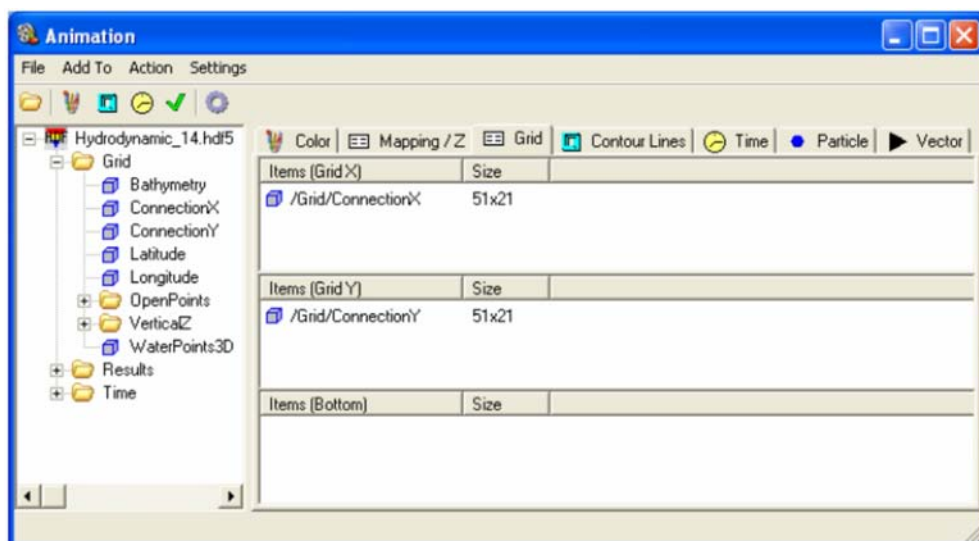 Animation
File Add To Action Settings
Hydrodynamic_14.hdf5
Grid
Bathymetry
ConnectionX
ConnectionY
Latitude
Longitude
OpenPoints
VerticalZ
WaterPoints3D
Results
Time
Color Mapping / Z Grid Contour Lines Time Particle Vector
Items (Grid X) Size
/Grid/ConnectionX 51x21
Items (Grid Y) Size
/Grid/ConnectionY 51x21
Items (Bottom) Size